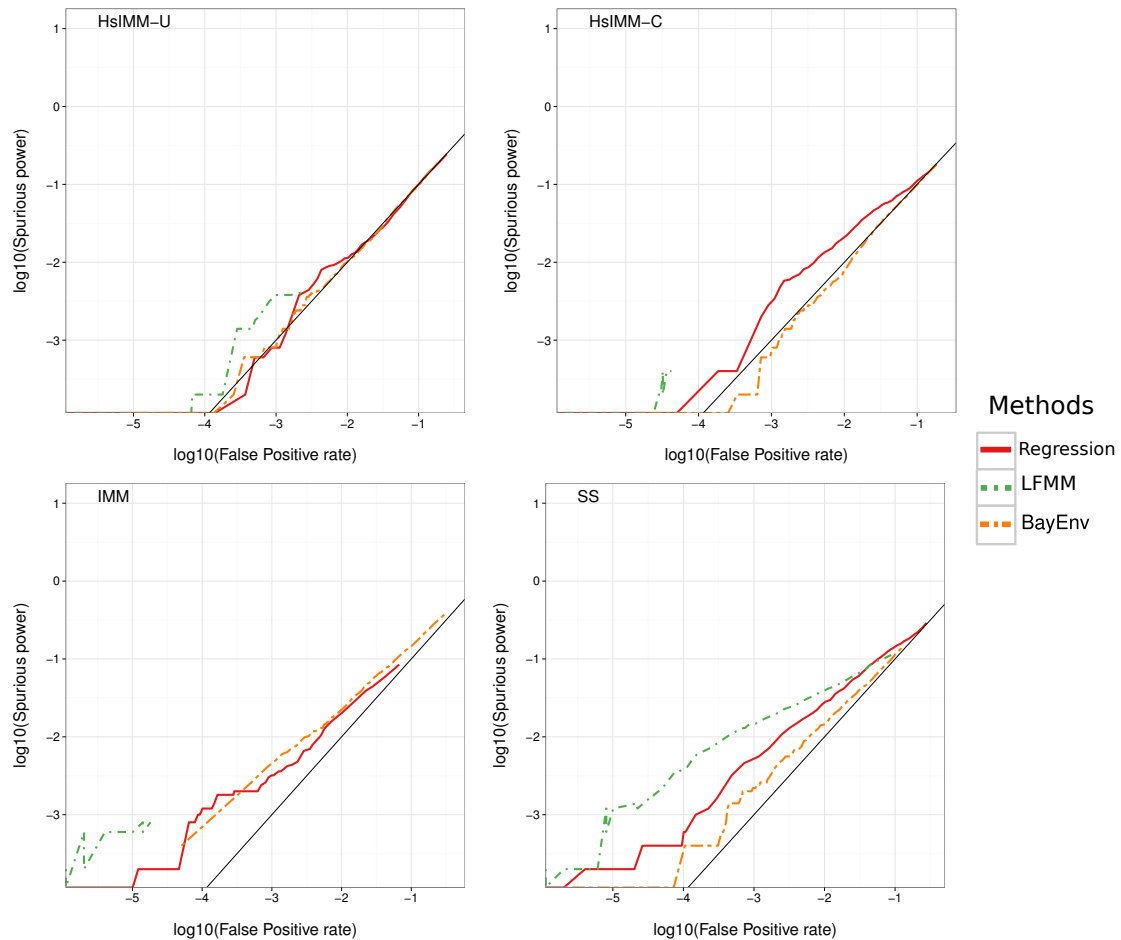 HsIMM−U
1
0
−1
−2
−3
−5
−4
−3
−2
−1
log10(Spurious power)
log10(False Positive rate)
HsIMM−C
1
0
−1
−2
−3
−5
−4
−3
−2
−1
log10(Spurious power)
log10(False Positive rate)
IMM
1
0
−1
−2
−3
−5
−4
−3
−2
−1
log10(Spurious power)
log10(False Positive rate)
SS
1
0
−1
−2
−3
−5
−4
−3
−2
−1
log10(Spurious power)
log10(False Positive rate)
Methods
Regression
LFMM
BayEnv